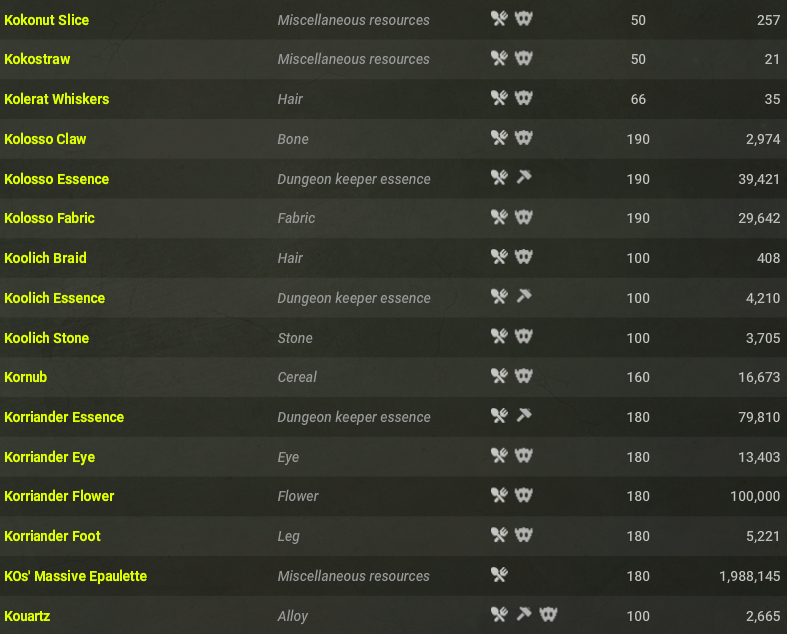 Kokonut Slice Miscellaneous resources 50 257
Kokostraw Miscellaneous resources 50 21
Kolerat Whiskers Hair 66 35
Kolosso Claw Bone 190 2,974
Kolosso Essence Dungeon keeper essence 190 39,421
Kolosso Fabric Fabric 190 29,642
Koolich Braid Hair 100 408
Koolich Essence Dungeon keeper essence 100 4,210
Koolich Stone Stone 100 3,705
Kornub Cereal 160 16,673
Korriander Essence Dungeon keeper essence 180 79,810
Korriander Eye Eye 180 13,403
Korriander Flower Flower 180 100,000
Korriander Foot Leg 180 5,221
KOs' Massive Epaulette Miscellaneous resources 180 1,988,145
Kouartz Alloy 100 2,665